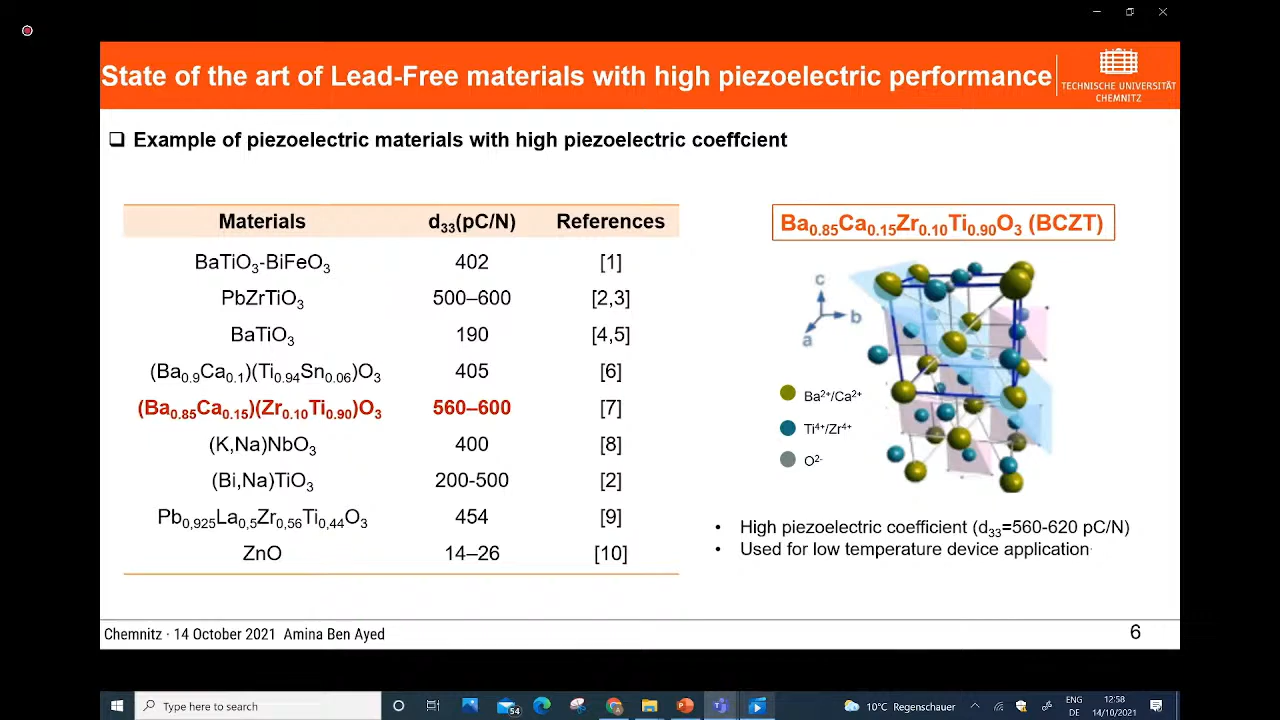 State of the art of Lead-Free materials with high piezoelectric performance
TECHNISCHE UNIVERSITÄT
CHEMNITZ
❑ Example of piezoelectric materials with high piezoelectric coeffcient
Materials d33(pC/N) References
BaTiO3-BiFeO3 402 [1]
PbZrTiO3 500–600 [2,3]
BaTiO3 190 [4,5]
(Ba0.9Ca0.1)(Ti0.94Sn0.06)O3 405 [6]
(Ba0.85Ca0.15)(Zr0.10Ti0.90)O3 560–600 [7]
(K,Na)NbO3 400 [8]
(Bi,Na)TiO3 200-500 [2]
Pb0,925La0,5Zr0,56Ti0,44O3 454 [9]
ZnO 14–26 [10]
Ba0.85Ca0.15Zr0.10Ti0.90O3 (BCZT)
c
b
a
Ba2+/Ca2+
Ti4+/Zr4+
O2-
• High piezoelectric coefficient (d33=560-620 pC/N)
• Used for low temperature device application
Chemnitz · 14 October 2021 Amina Ben Ayed
6
Type here to search
54
10°C Regenschauer
ENG
DE
12:58
14/10/2021